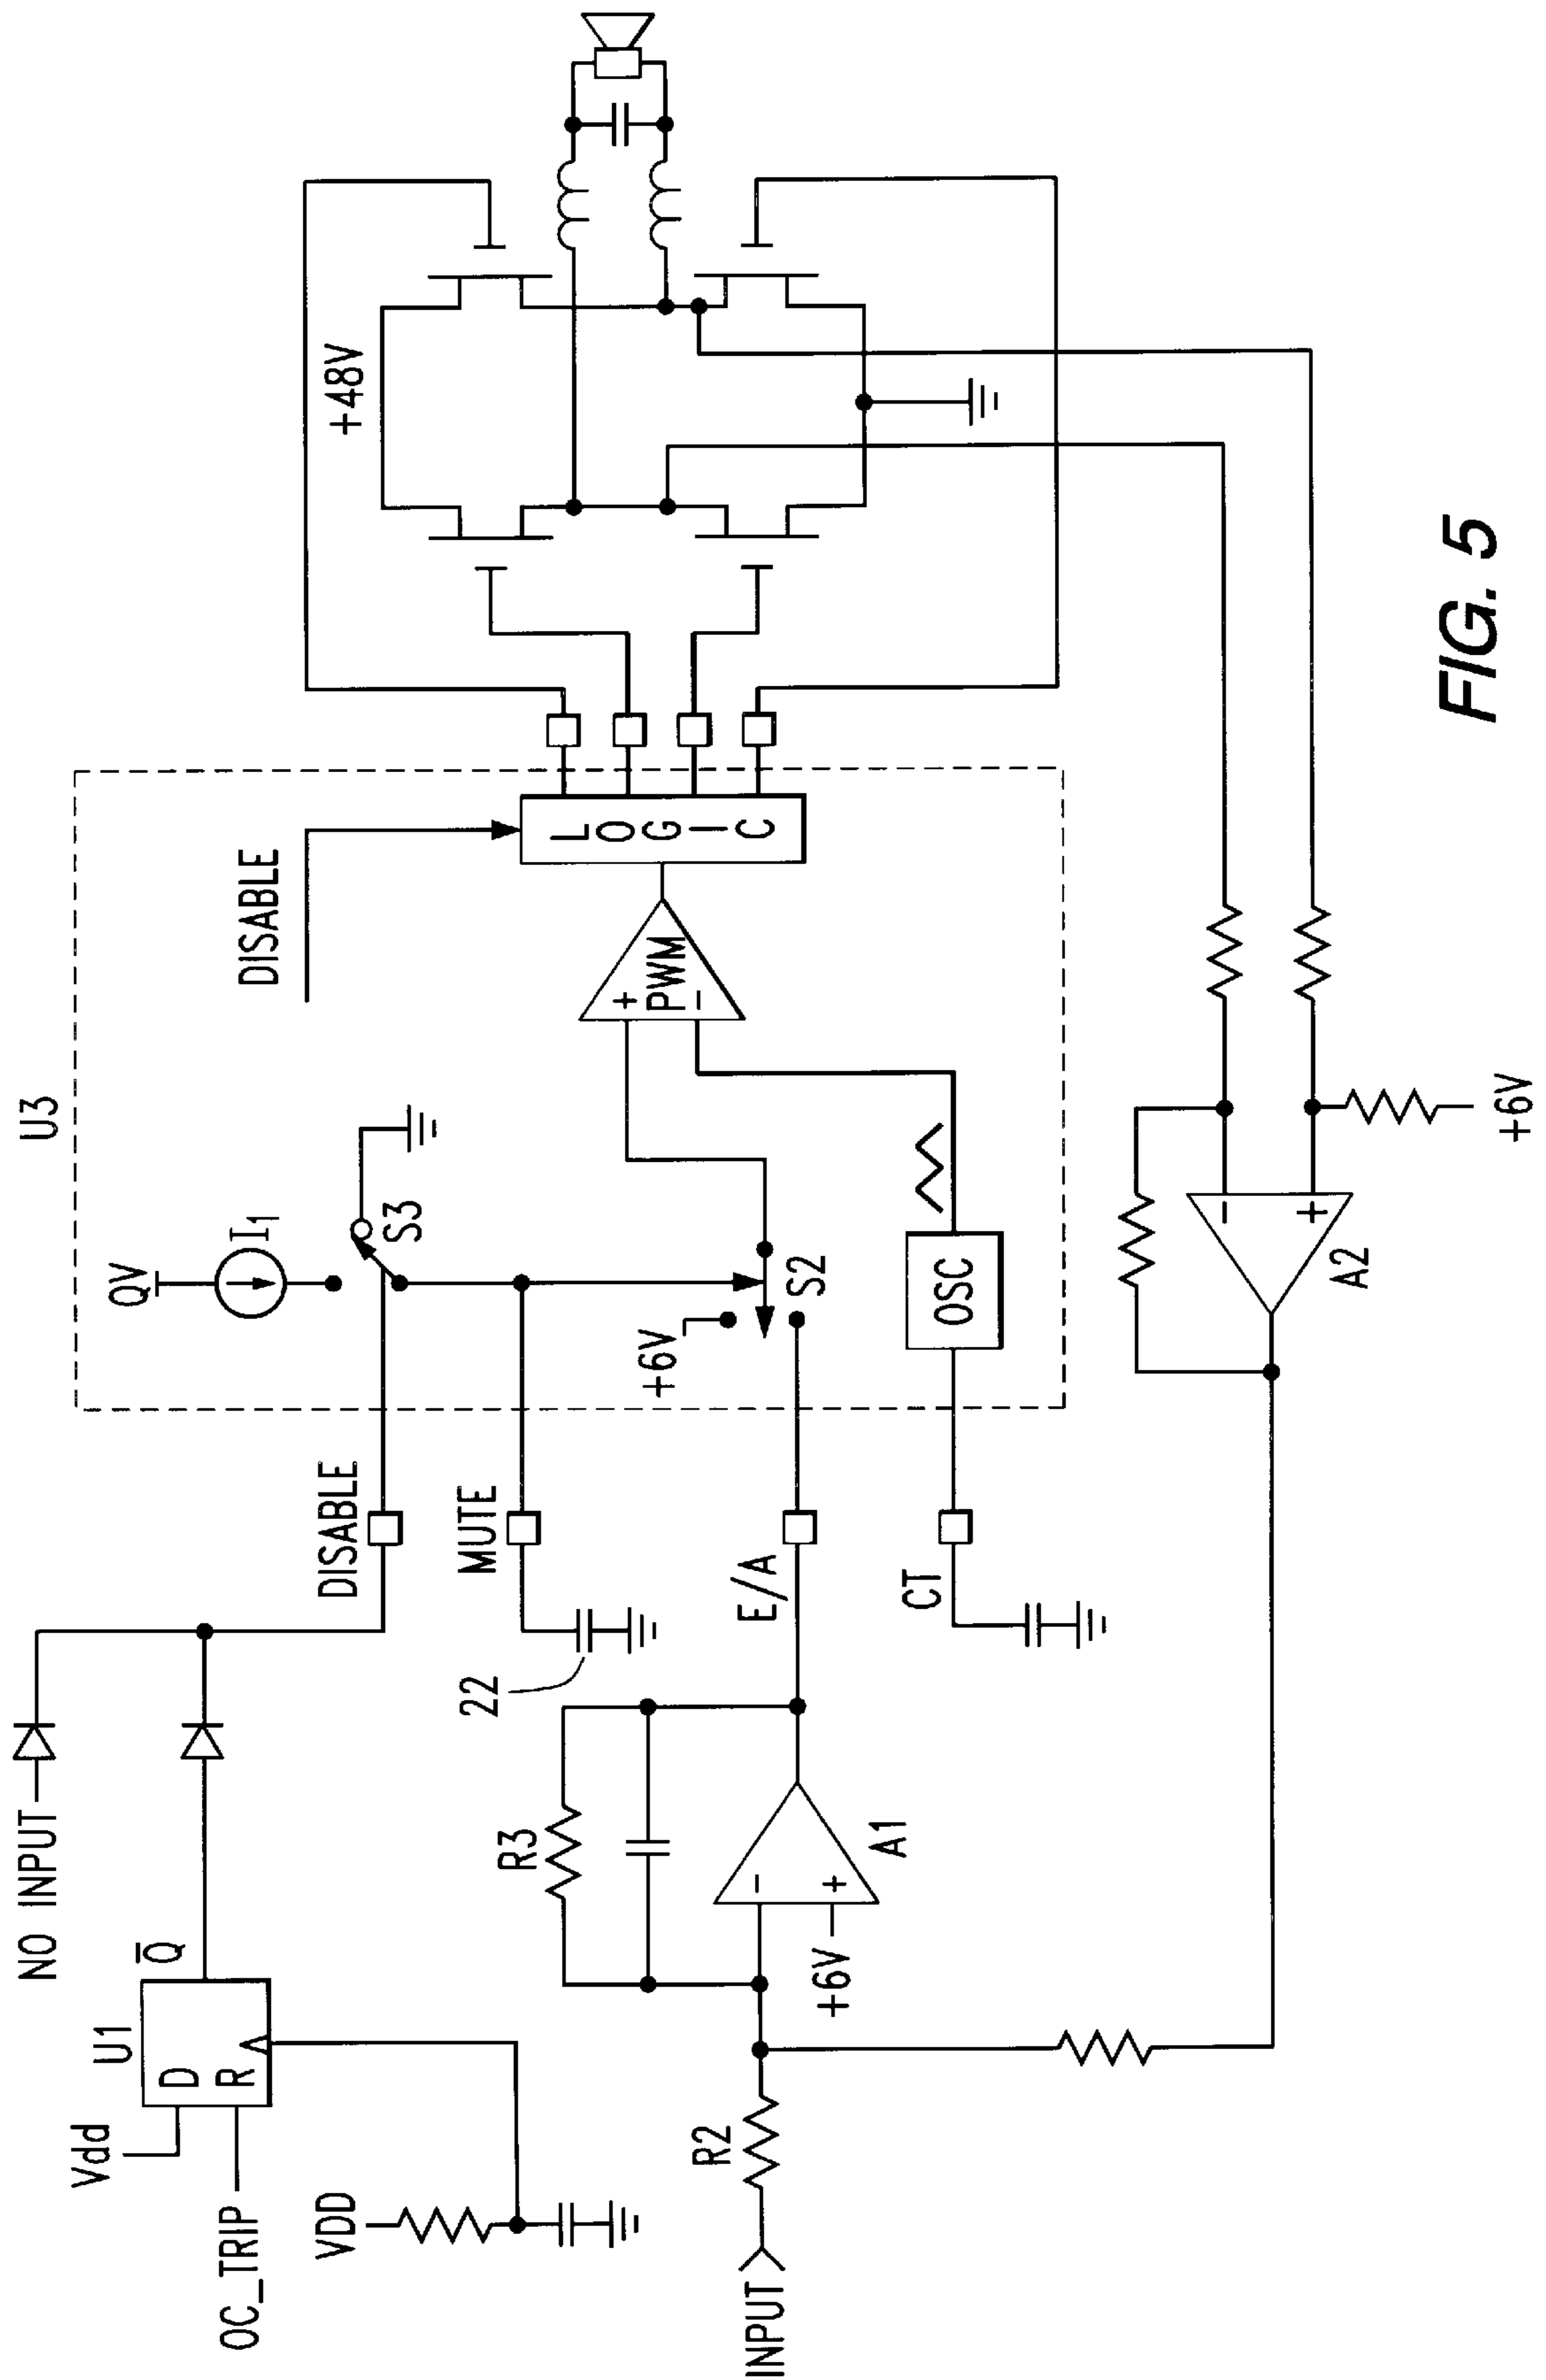 NO INPUT
U1
Vdd
D
Q̅
R
OC_TRIP
VDD
DISABLE
MUTE
22
QV
I1
S3
U3
DISABLE
+48V
+6V
S2
+
PWM
−
L O G I C
OSC
E/A
CT
R3
R2
INPUT
−
+
+6V
A1
−
+
A2
+6V
FIG. 5